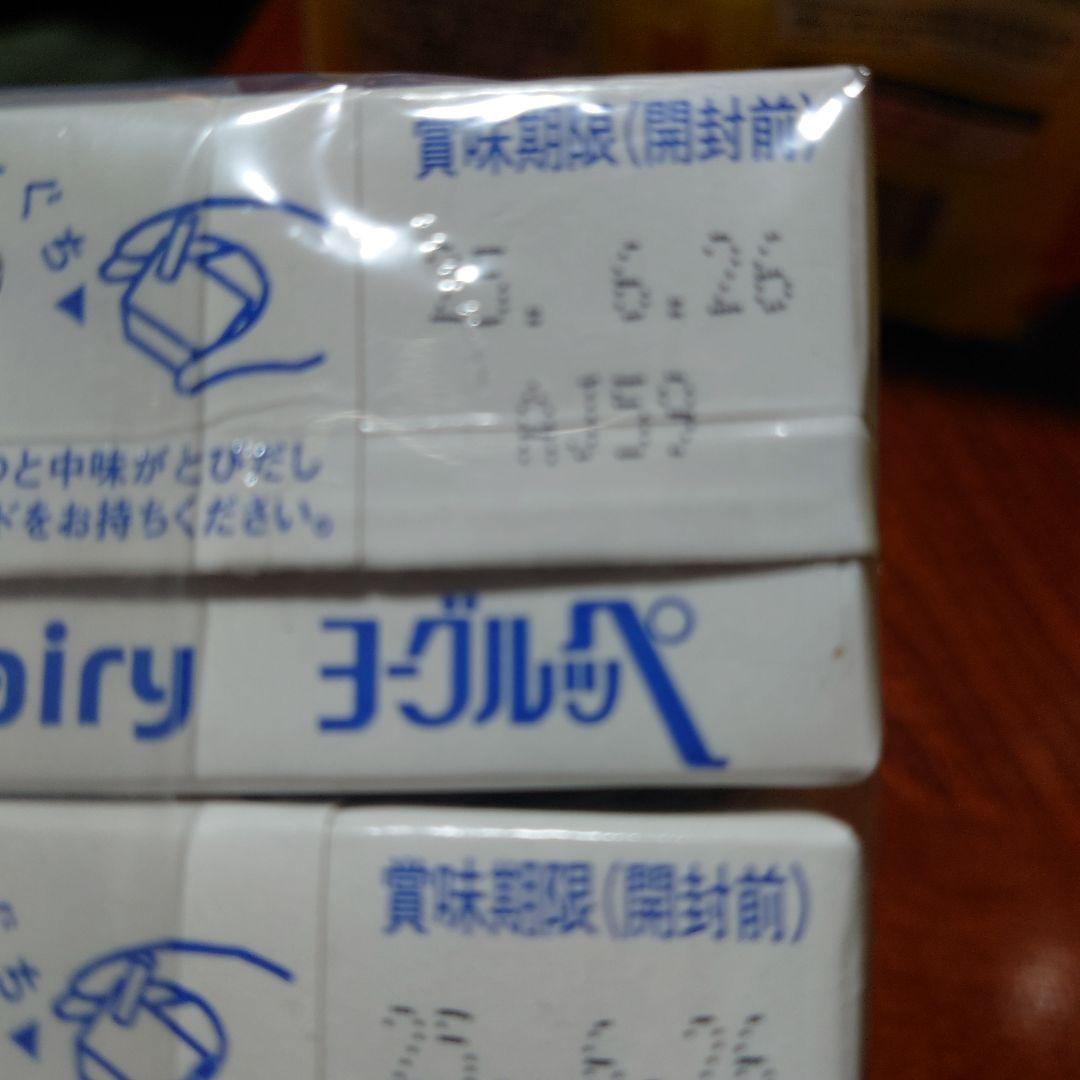 賞味期限(開封前)
25. 6.26
にち
っと中味がとびだし
ドをお持ちください。
airy ヨーグルッペ
賞味期限(開封前)